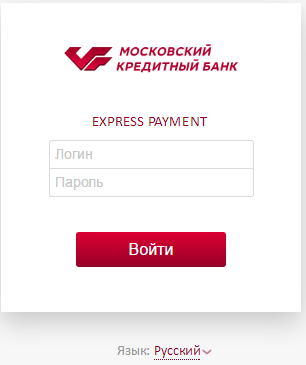 МОСКОВСКИЙ
КРЕДИТНЫЙ БАНК
EXPRESS PAYMENT
Логин
Пароль
Войти
Язык: Русский